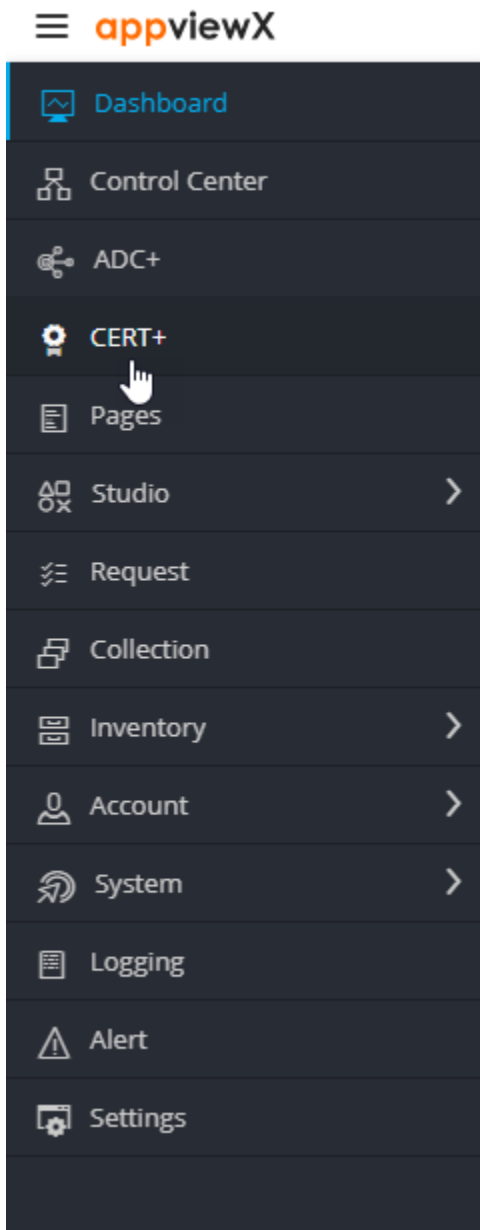 appviewX
Dashboard
Control Center
ADC+
CERT+
Pages
Studio
Request
Collection
Inventory
Account
System
Logging
Alert
Settings